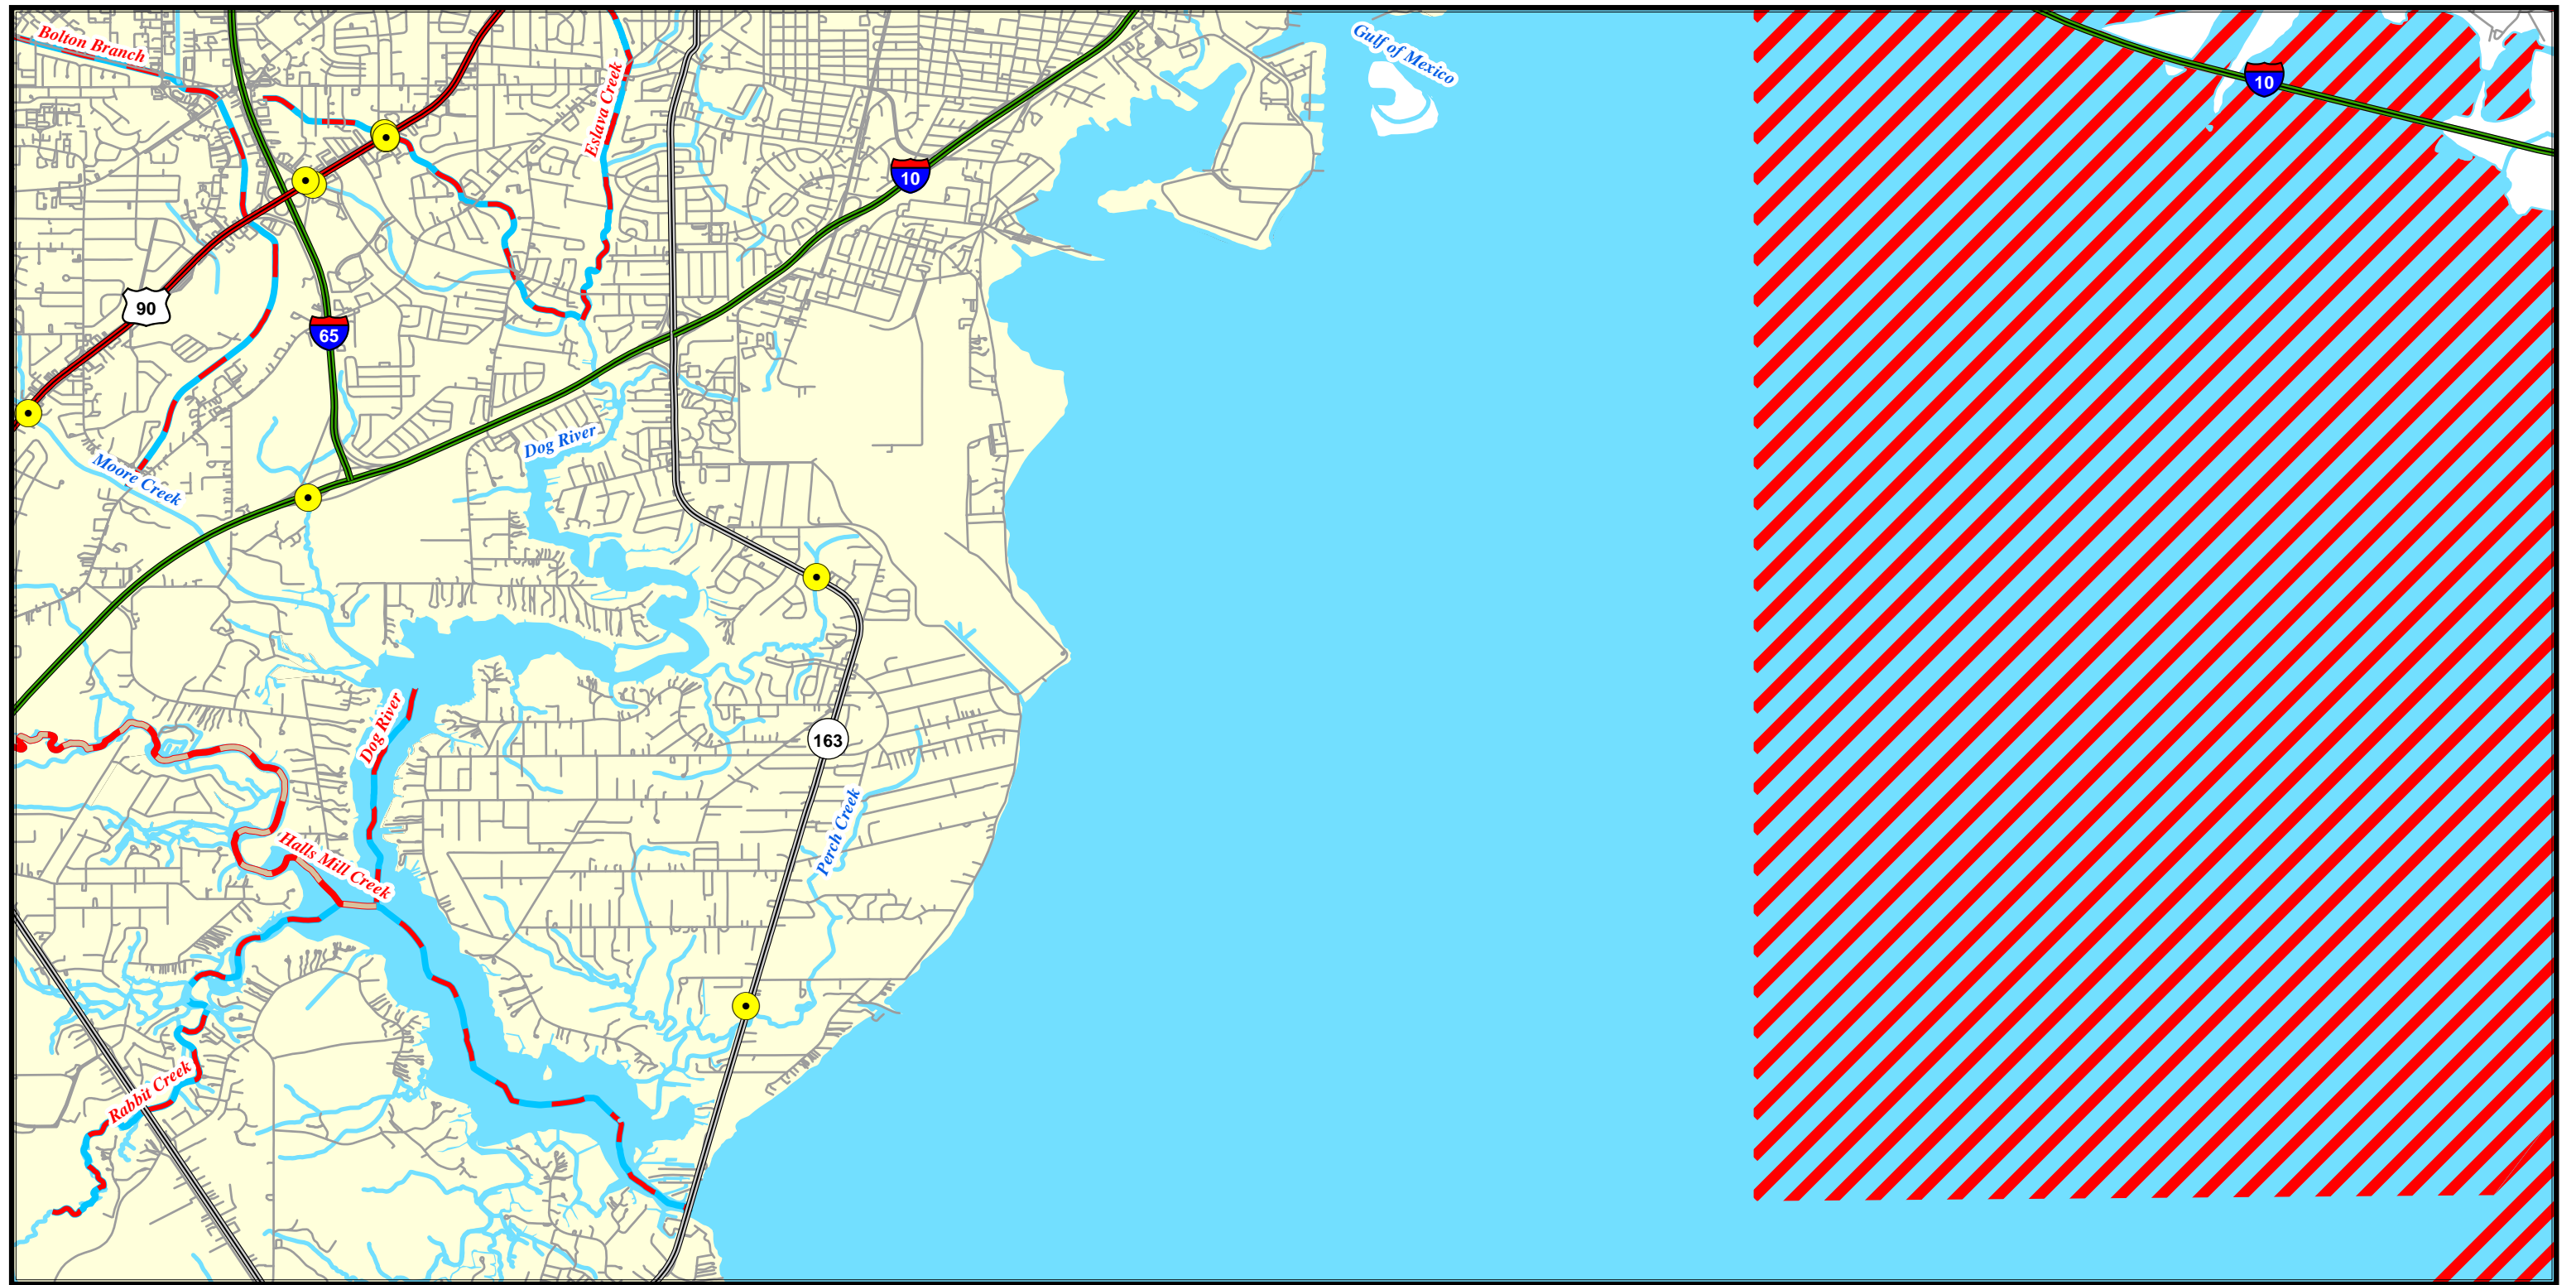 Bolton Branch
Eslava Creek
Gulf of Mexico
10
10
90
65
Dog River
Moore Creek
Dog River
163
Perch Creek
Halls Mill Creek
Rabbit Creek